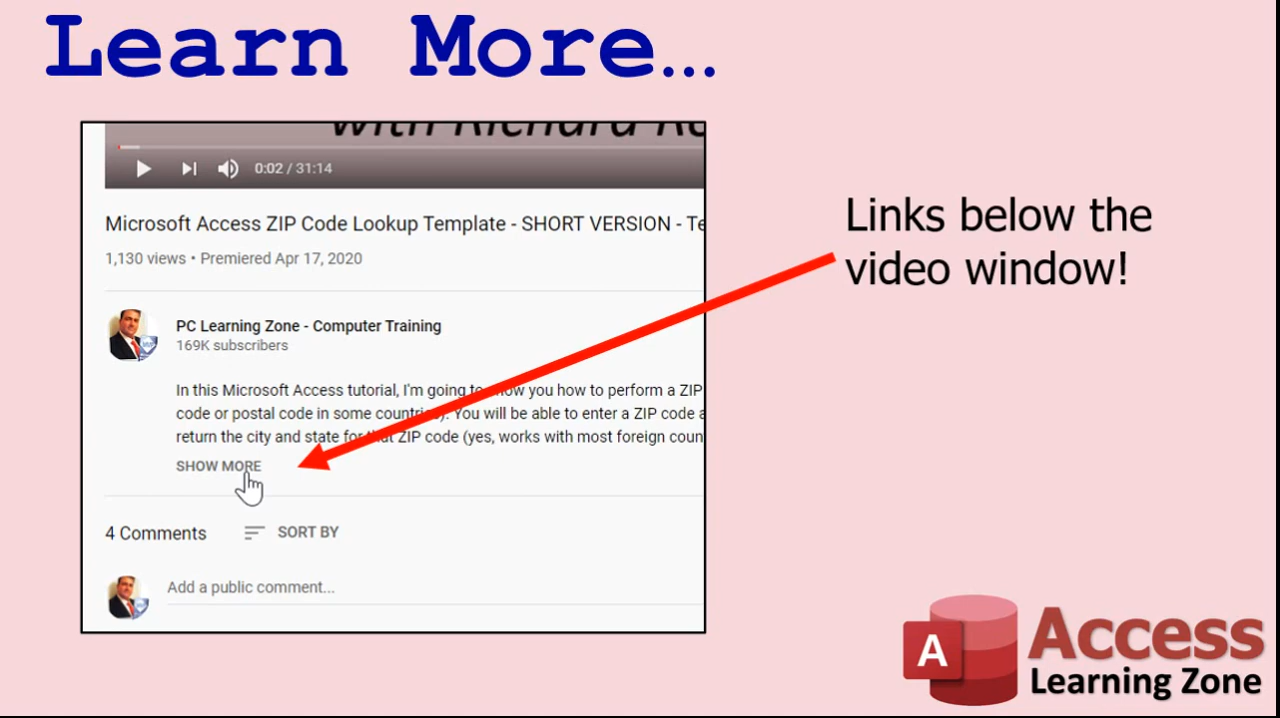 Learn More...
with Richard
0:02 / 31:14
Microsoft Access ZIP Code Lookup Template - SHORT VERSION - Te
1,130 views • Premiered Apr 17, 2020
PC Learning Zone - Computer Training
169K subscribers
In this Microsoft Access tutorial, I'm going to show you how to perform a ZIP
code or postal code in some countries). You will be able to enter a ZIP code a
return the city and state for that ZIP code (yes, works with most foreign coun
SHOW MORE
4 Comments SORT BY
Add a public comment...
Links below the
video window!
A
Access
Learning Zone